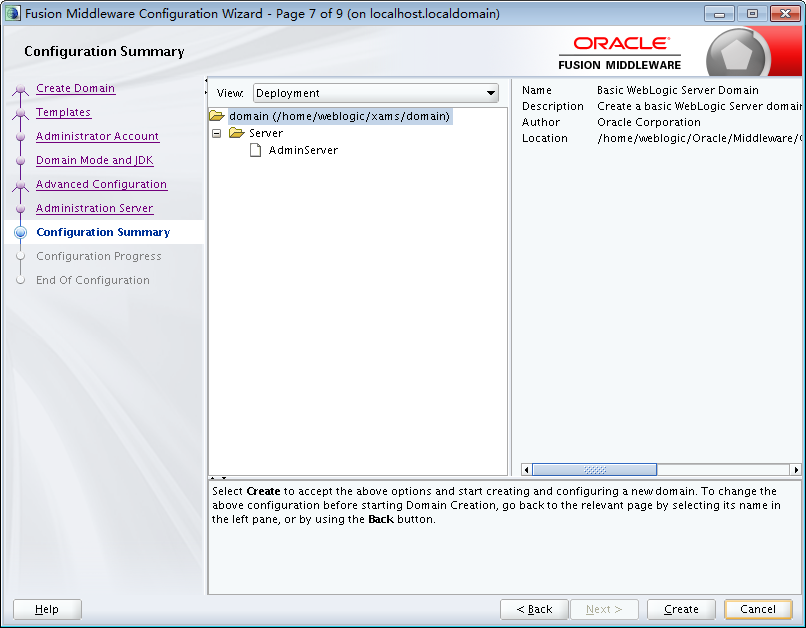 Fusion Middleware Configuration Wizard - Page 7 of 9 (on localhost.localdomain)
Configuration Summary
ORACLE
FUSION MIDDLEWARE
Create Domain
Templates
Administrator Account
Domain Mode and JDK
Advanced Configuration
Administration Server
Configuration Summary
Configuration Progress
End Of Configuration
View: Deployment
domain (/home/weblogic/xams/domain)
Server
AdminServer
Name Basic WebLogic Server Domain
Description Create a basic WebLogic Server domain
Author Oracle Corporation
Location /home/weblogic/Oracle/Middleware/
Select Create to accept the above options and start creating and configuring a new domain. To change the
above configuration before starting Domain Creation, go back to the relevant page by selecting its name in
the left pane, or by using the Back button.
Help
< Back
Next >
Create
Cancel